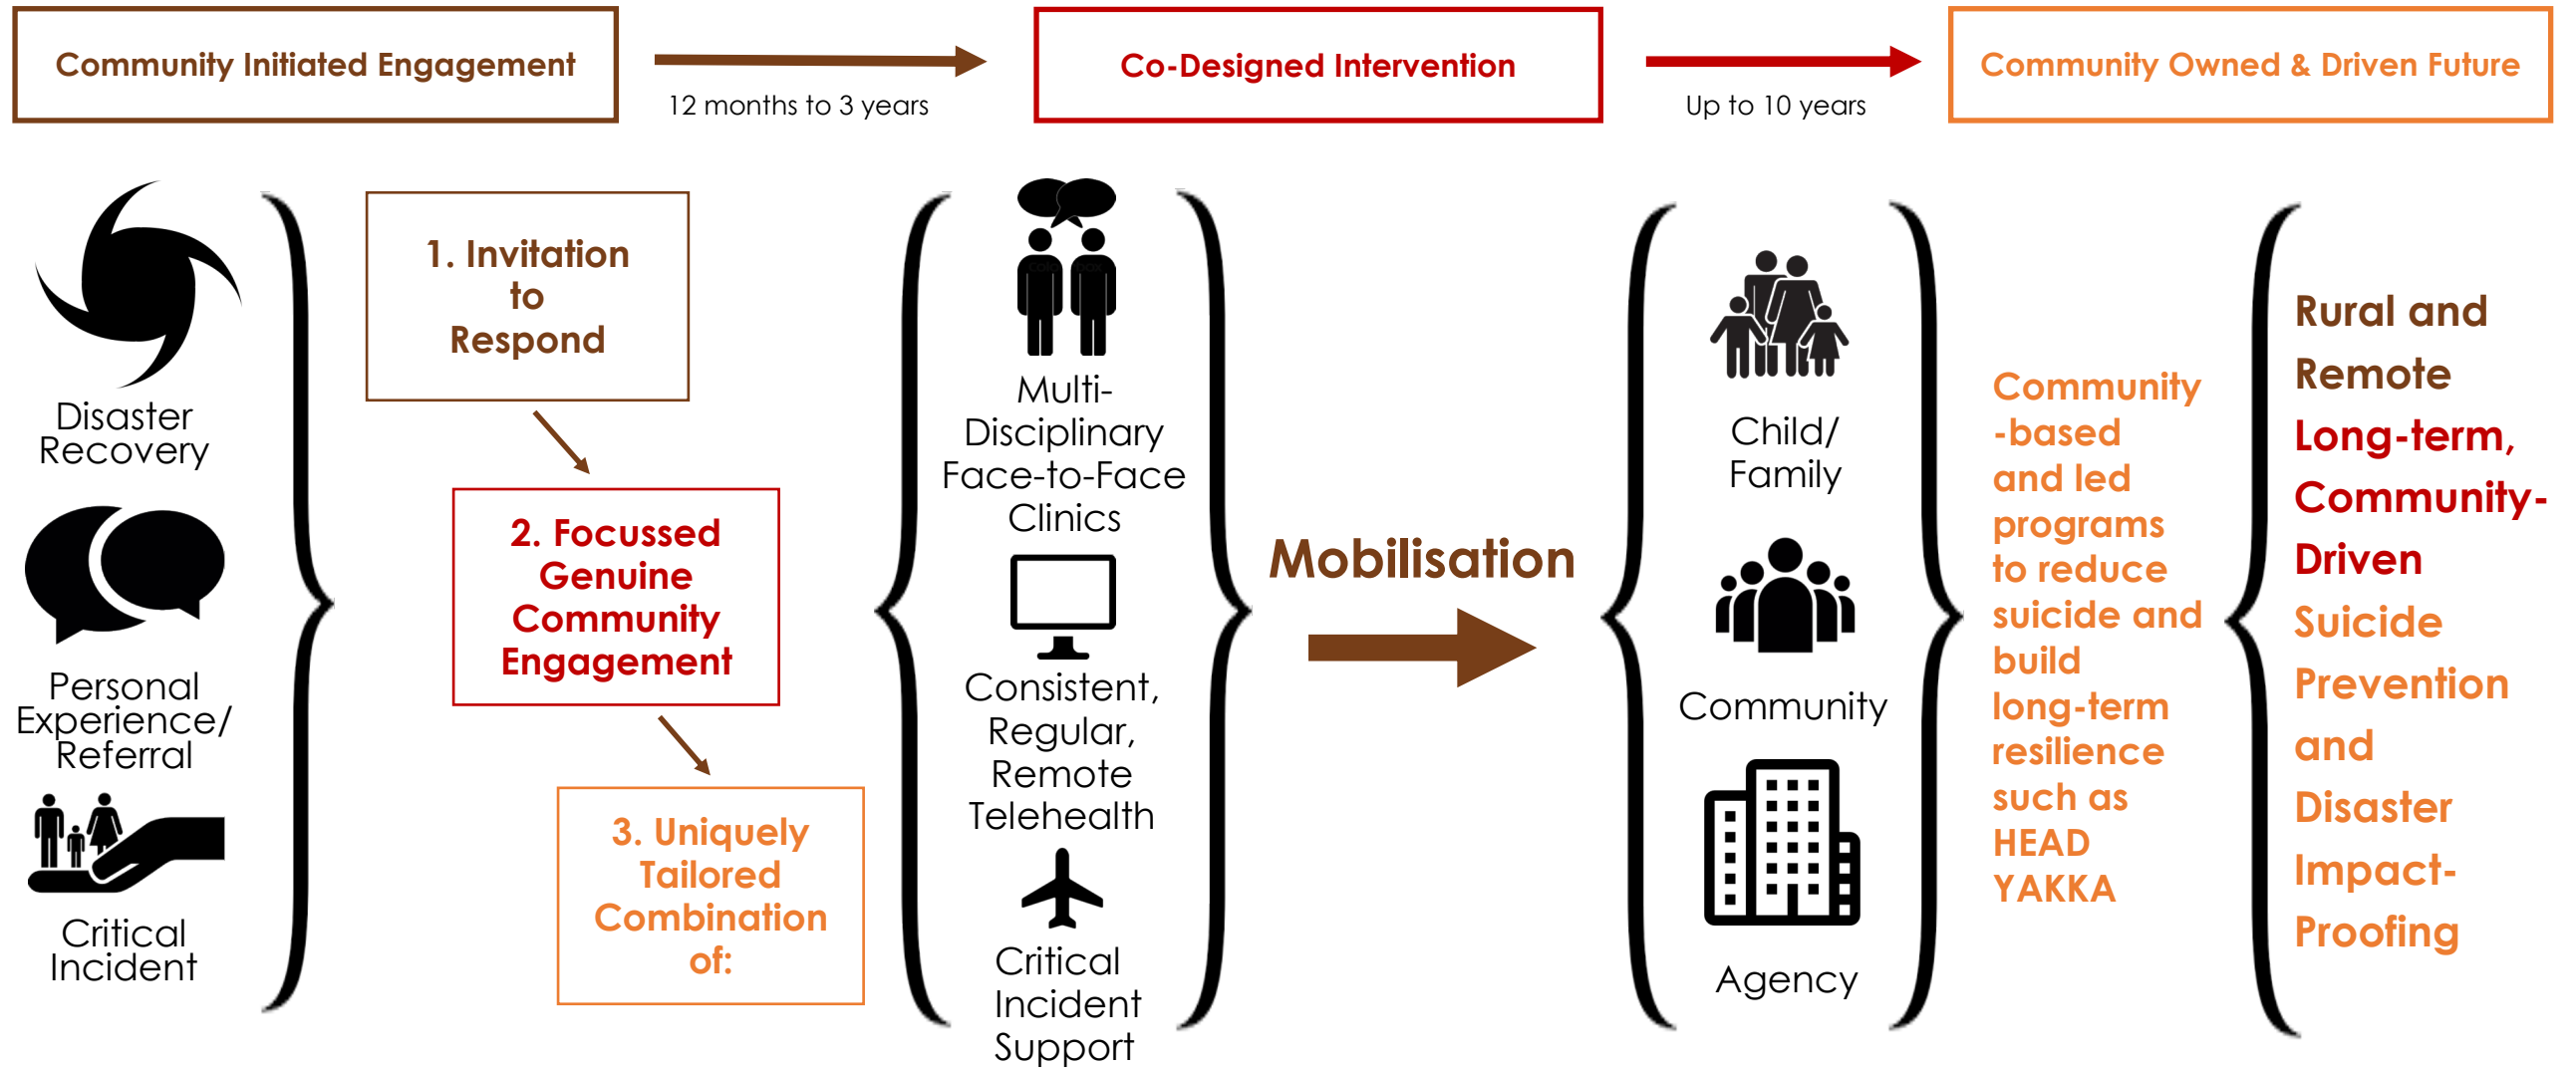 Community Initiated Engagement
12 months to 3 years
Co-Designed Intervention
Up to 10 years
Community Owned & Driven Future
Disaster
Recovery
Personal
Experience/
Referral
Critical
Incident
1. Invitation
to
Respond
2. Focussed
Genuine
Community
Engagement
3. Uniquely
Tailored
Combination
of:
Multi-
Disciplinary
Face-to-Face
Clinics
Consistent,
Regular,
Remote
Telehealth
Critical
Incident
Support
Mobilisation
Child/
Family
Community
Agency
Community
-based
and led
programs
to reduce
suicide and
build
long-term
resilience
such as
HEAD
YAKKA
Rural and
Remote
Long-term,
Community-
Driven
Suicide
Prevention
and
Disaster
Impact-
Proofing